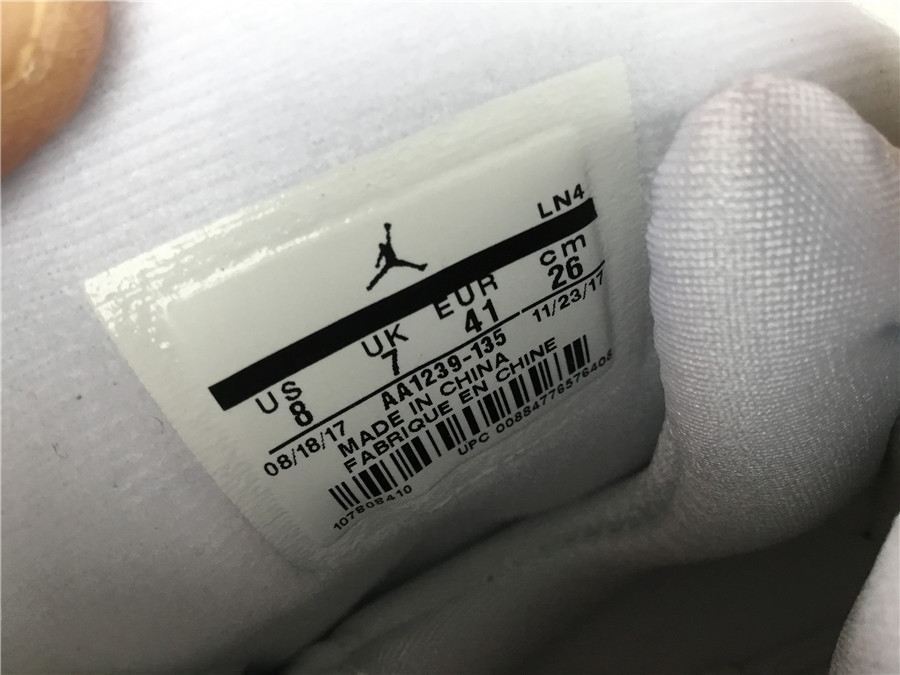 LN4
US UK EUR cm
8 7 41 26
08/18/17 AA1239-135 11/23/17
MADE IN CHINA
FABRIQUE EN CHINE
UPC 00884776576408
107808410